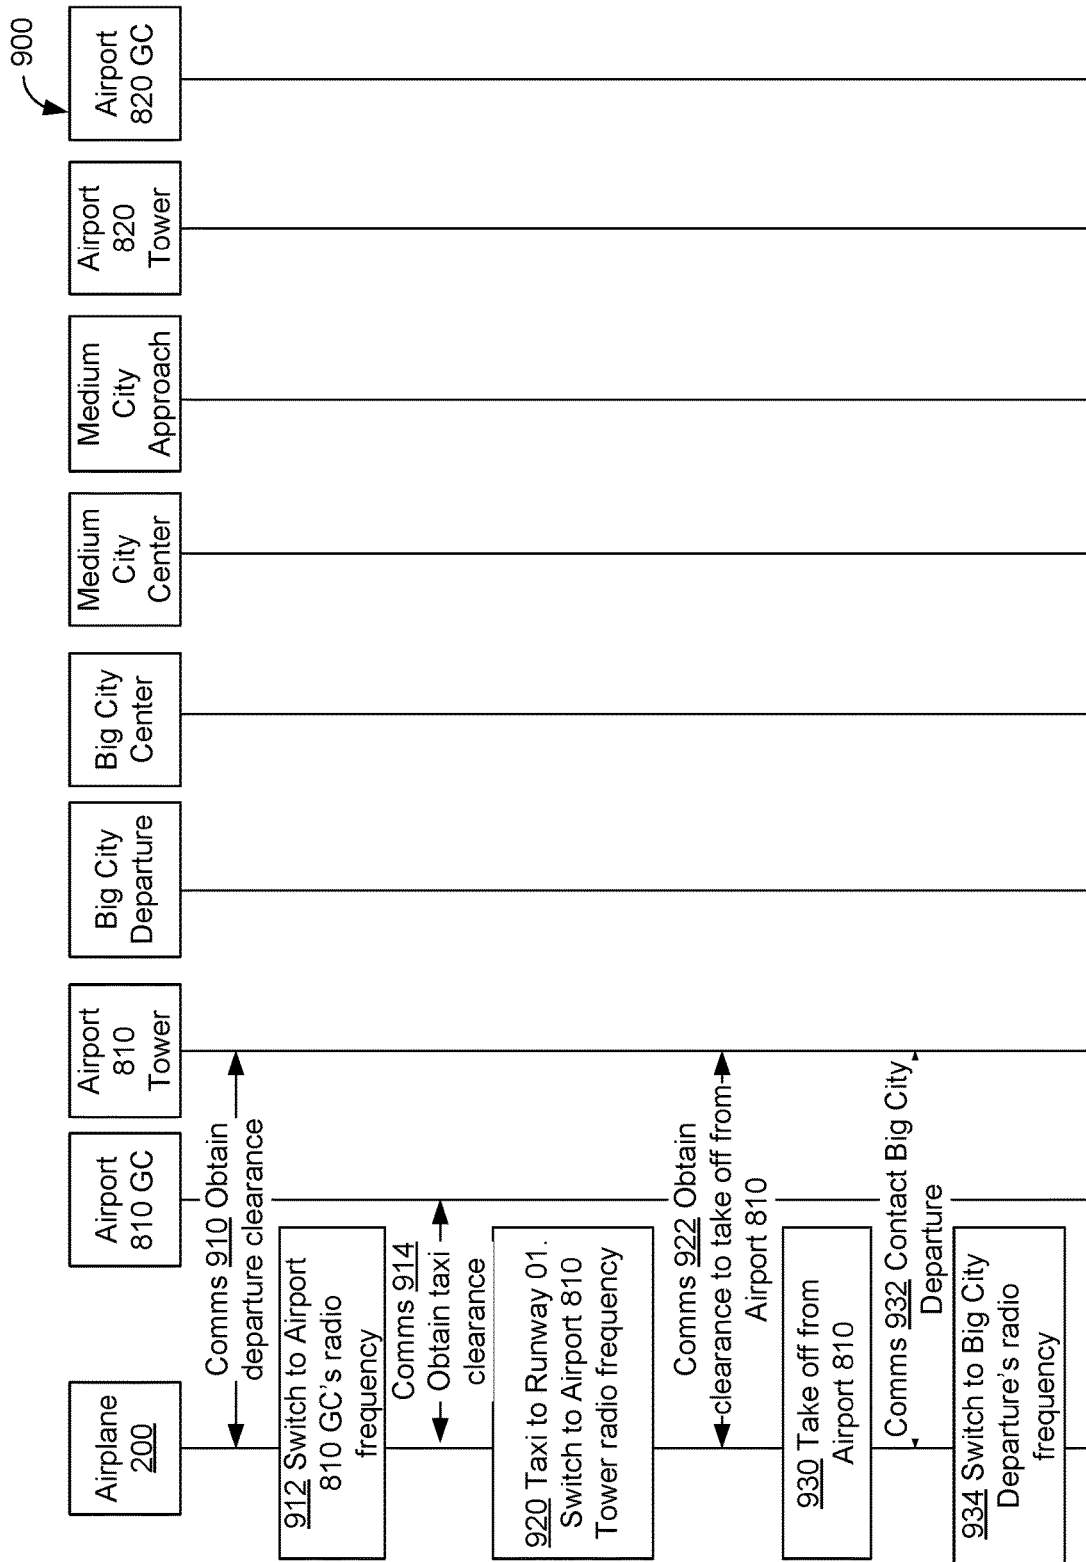 900
Airplane
200
Airport
810 GC
Airport
810
Tower
Big City
Departure
Big City
Center
Medium
City
Center
Medium
City
Approach
Airport
820
Tower
Airport
820 GC
Comms 910 Obtain
departure clearance
912 Switch to Airport
810 GC's radio
frequency
Comms 914
Obtain taxi
clearance
920 Taxi to Runway 01.
Switch to Airport 810
Tower radio frequency
Comms 922 Obtain
clearance to take off from
Airport 810
930 Take off from
Airport 810
Comms 932 Contact Big City
Departure
934 Switch to Big City
Departure's radio
frequency